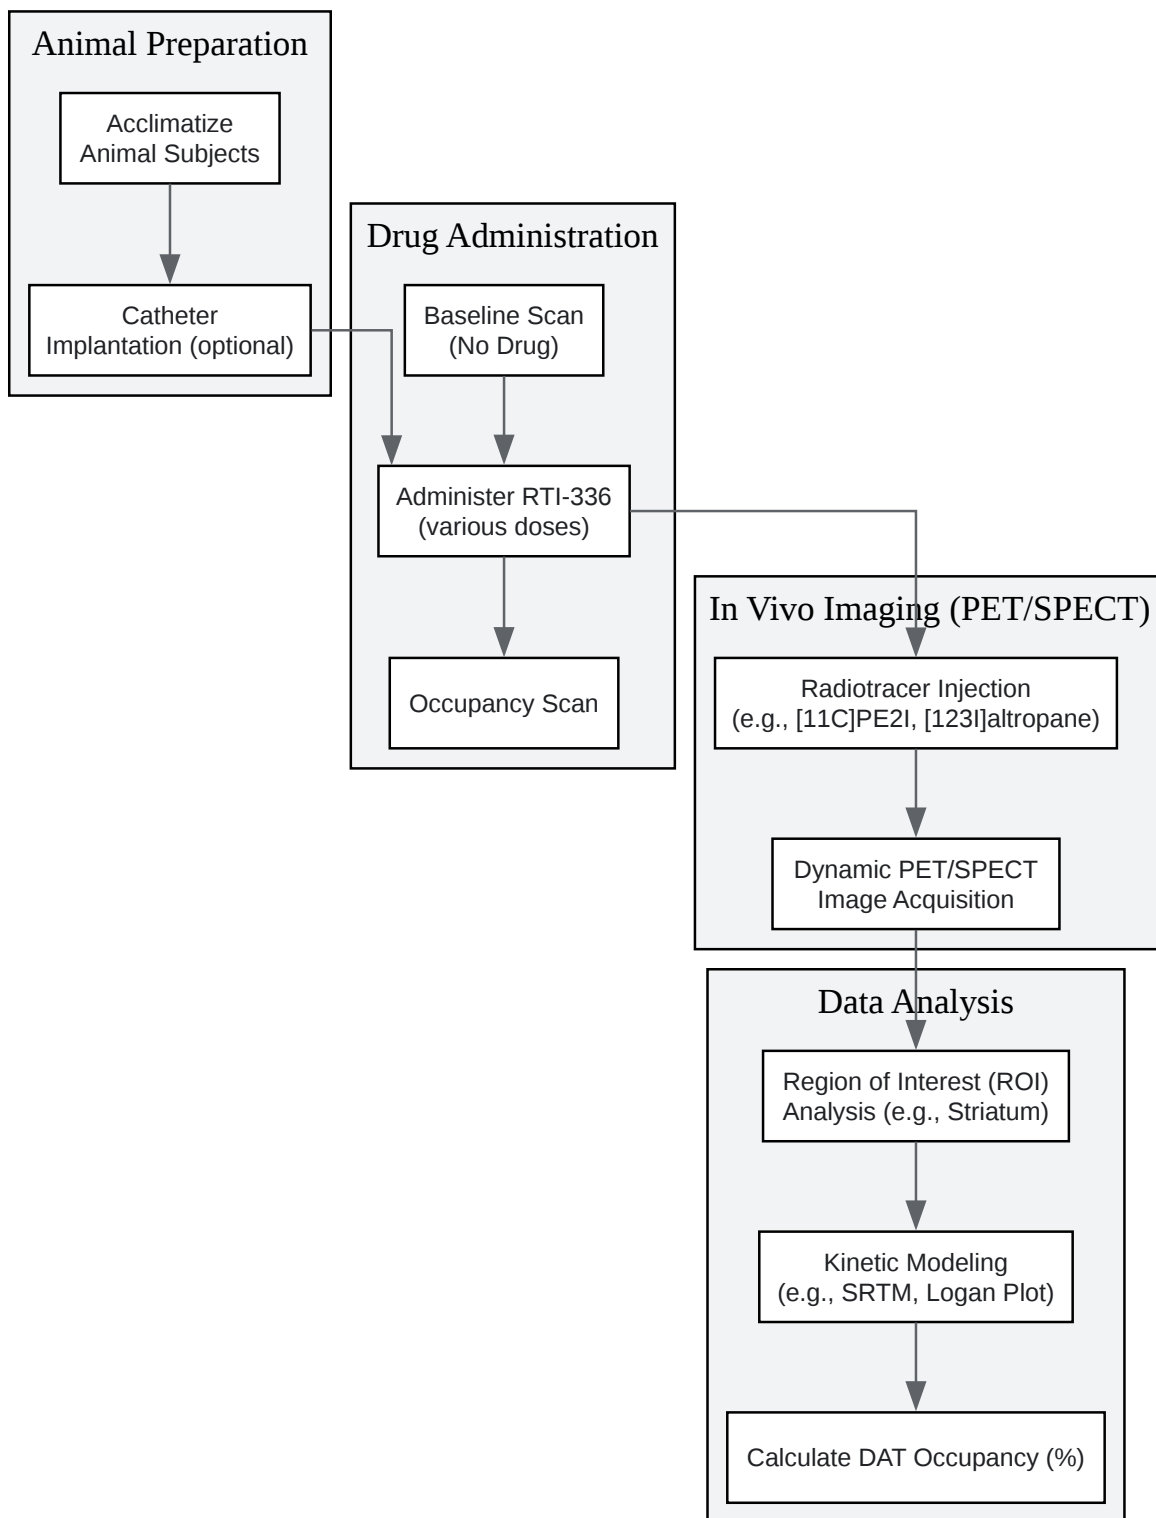 Animal Preparation
Acclimatize
Animal Subjects
Catheter
Implantation (optional)
Drug Administration
Baseline Scan
(No Drug)
Administer RTI-336
(various doses)
Occupancy Scan
In Vivo Imaging (PET/SPECT)
Radiotracer Injection
(e.g., [11C]PE2I, [123I]altropane)
Dynamic PET/SPECT
Image Acquisition
Data Analysis
Region of Interest (ROI)
Analysis (e.g., Striatum)
Kinetic Modeling
(e.g., SRTM, Logan Plot)
Calculate DAT Occupancy (%)